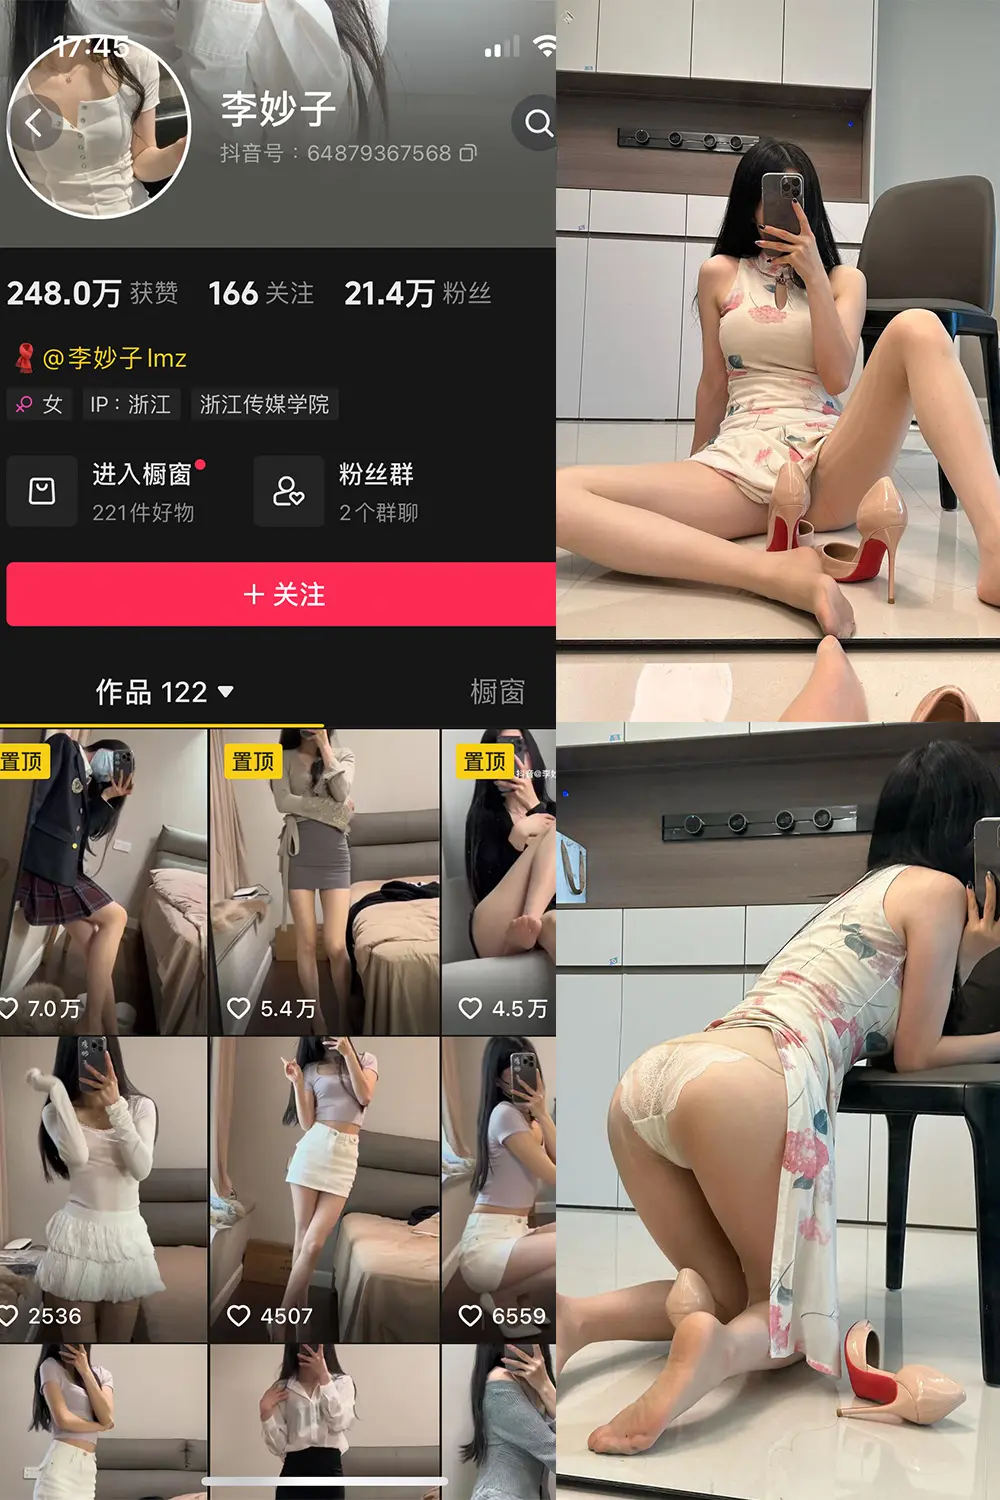 17:45
李妙子
抖音号：64879367568
248.0万 获赞 166 关注 21.4万 粉丝
@李妙子lmz
女 IP：浙江 浙江传媒学院
进入橱窗
221件好物
粉丝群
2个群聊
+ 关注
作品 122
橱窗
置顶 置顶 置顶
抖音@李妙
7.0万 5.4万 4.5万
2536 4507 6559